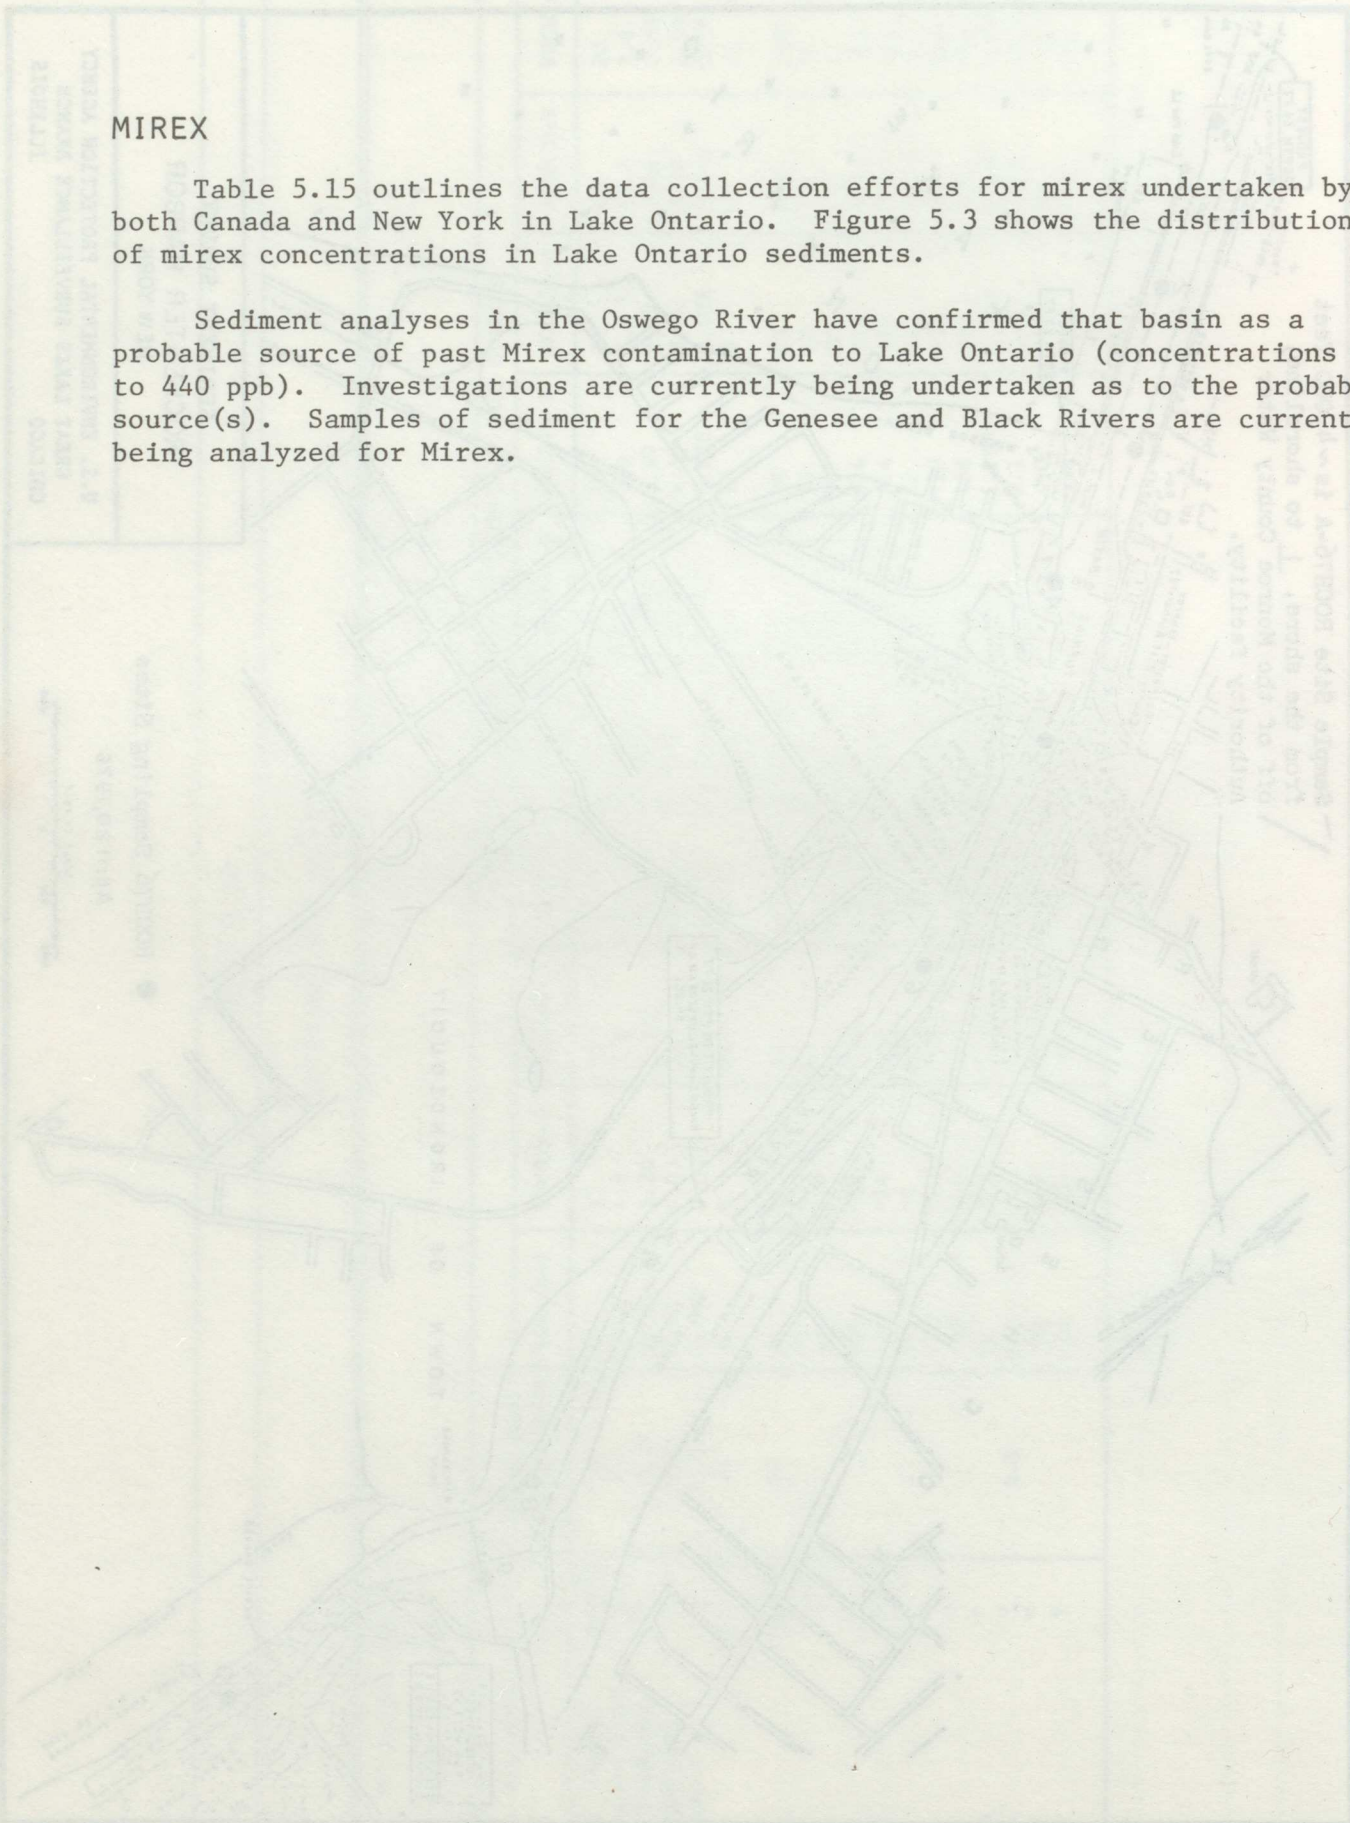 MIREX
Table 5.15 outlines the data collection efforts for mirex undertaken by
both Canada and New York in Lake Ontario. Figure 5.3 shows the distribution
of mirex concentrations in Lake Ontario sediments.
Sediment analyses in the Oswego River have confirmed that basin as a
probable source of past Mirex contamination to Lake Ontario (concentrations
to 440 ppb). Investigations are currently being undertaken as to the probab
source(s). Samples of sediment for the Genesee and Black Rivers are current
being analyzed for Mirex.